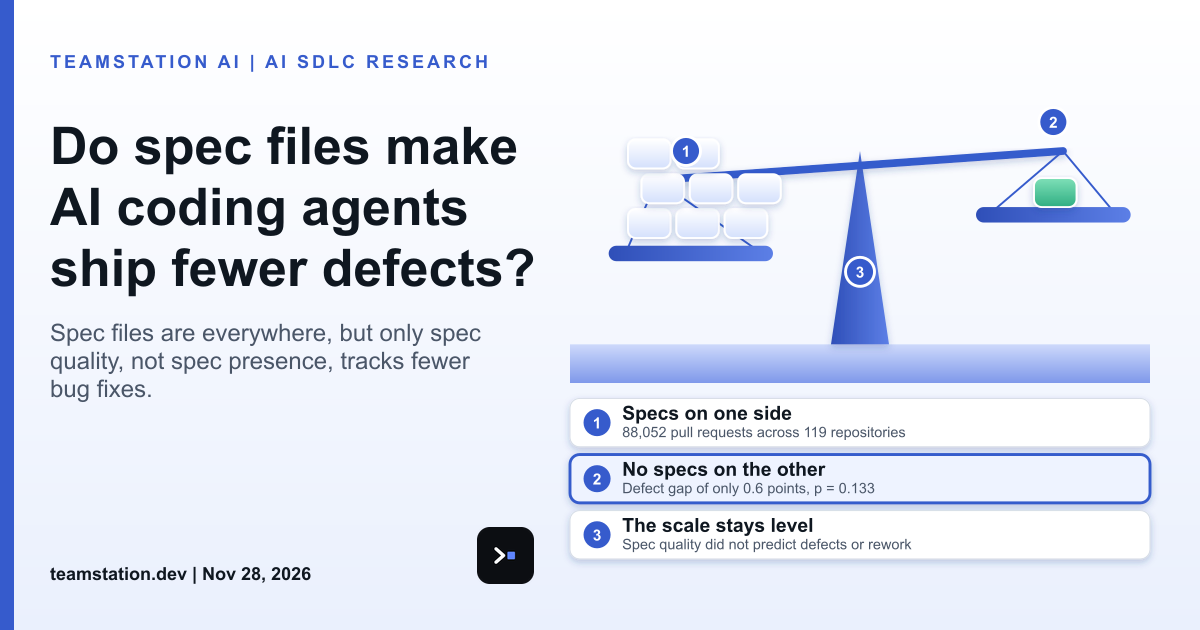 TEAMSTATION AI | AI SDLC RESEARCH
Do spec files make
AI coding agents
ship fewer defects?
Spec files are everywhere, but only spec
quality, not spec presence, tracks fewer
bug fixes.
teamstation.dev | Nov 28, 2026
1
2
3
1 Specs on one side
88,052 pull requests across 119 repositories
2 No specs on the other
Defect gap of only 0.6 points, p = 0.133
3 The scale stays level
Spec quality did not predict defects or rework